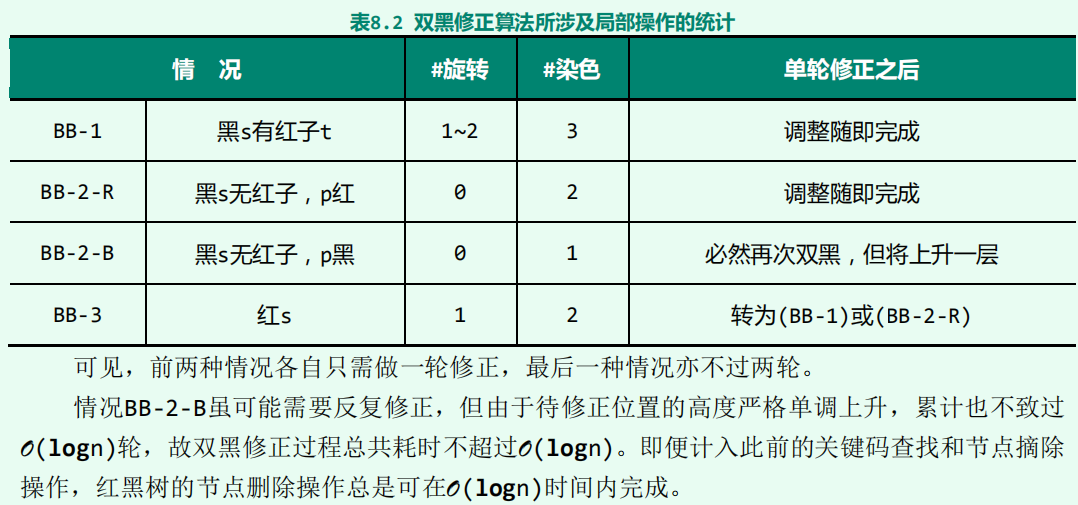 表8.2 双黑修正算法所涉及局部操作的统计
情 况 #旋转 #染色 单轮修正之后
BB-1 黑s有红子t 1~2 3 调整随即完成
BB-2-R 黑s无红子，p红 0 2 调整随即完成
BB-2-B 黑s无红子，p黑 0 1 必然再次双黑，但将上升一层
BB-3 红s 1 2 转为(BB-1)或(BB-2-R)
可见，前两种情况各自只需做一轮修正，最后一种情况亦不过两轮。
情况BB-2-B虽可能需要反复修正，但由于待修正位置的高度严格单调上升，累计也不致过
O(logn)轮，故双黑修正过程总共耗时不超过O(logn)。即便计入此前的关键码查找和节点摘除
操作，红黑树的节点删除操作总是可在O(logn)时间内完成。